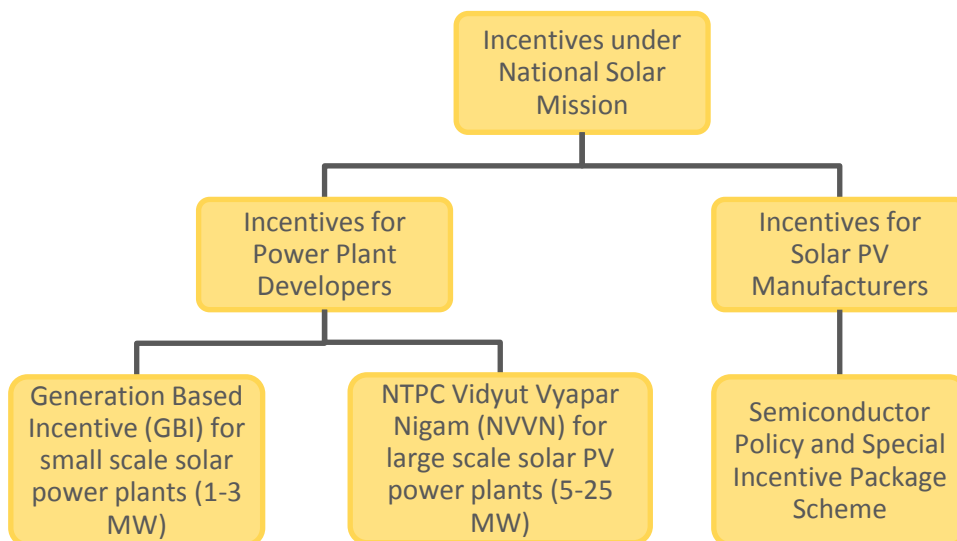 Incentives under
National Solar
Mission
Incentives for
Power Plant
Developers
Incentives for
Solar PV
Manufacturers
Generation Based
Incentive (GBI) for
small scale solar
power plants (1-3
MW)
NTPC Vidyut Vyapar
Nigam (NVVN) for
large scale solar PV
power plants (5-25
MW)
Semiconductor
Policy and Special
Incentive Package
Scheme